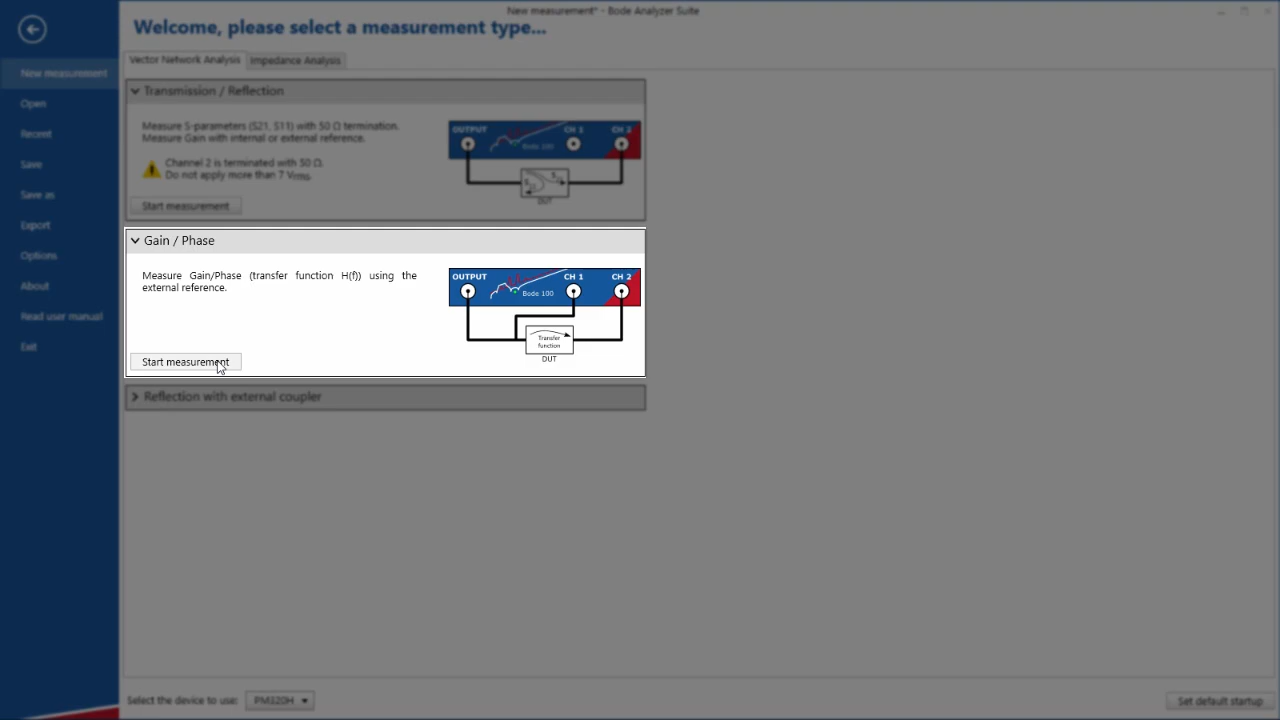 New measurement* - Bode Analyzer Suite
Welcome, please select a measurement type...
New measurement
Open
Recent
Save
Save as
Export
Options
About
Read user manual
Exit
Vector Network Analysis
Impedance Analysis
Transmission / Reflection
Measure S-parameters (S21, S11) with 50 Ω termination.
Measure Gain with internal or external reference.
Channel 2 is terminated with 50 Ω.
Do not apply more than 7 Vrms.
Start measurement
OUTPUT
CH 1
CH 2
Bode 100
DUT
Gain / Phase
Measure Gain/Phase (transfer function H(f)) using the
external reference.
Start measurement
OUTPUT
CH 1
CH 2
Bode 100
Transfer
function
DUT
Reflection with external coupler
Select the device to use:
PM320H
Set default startup